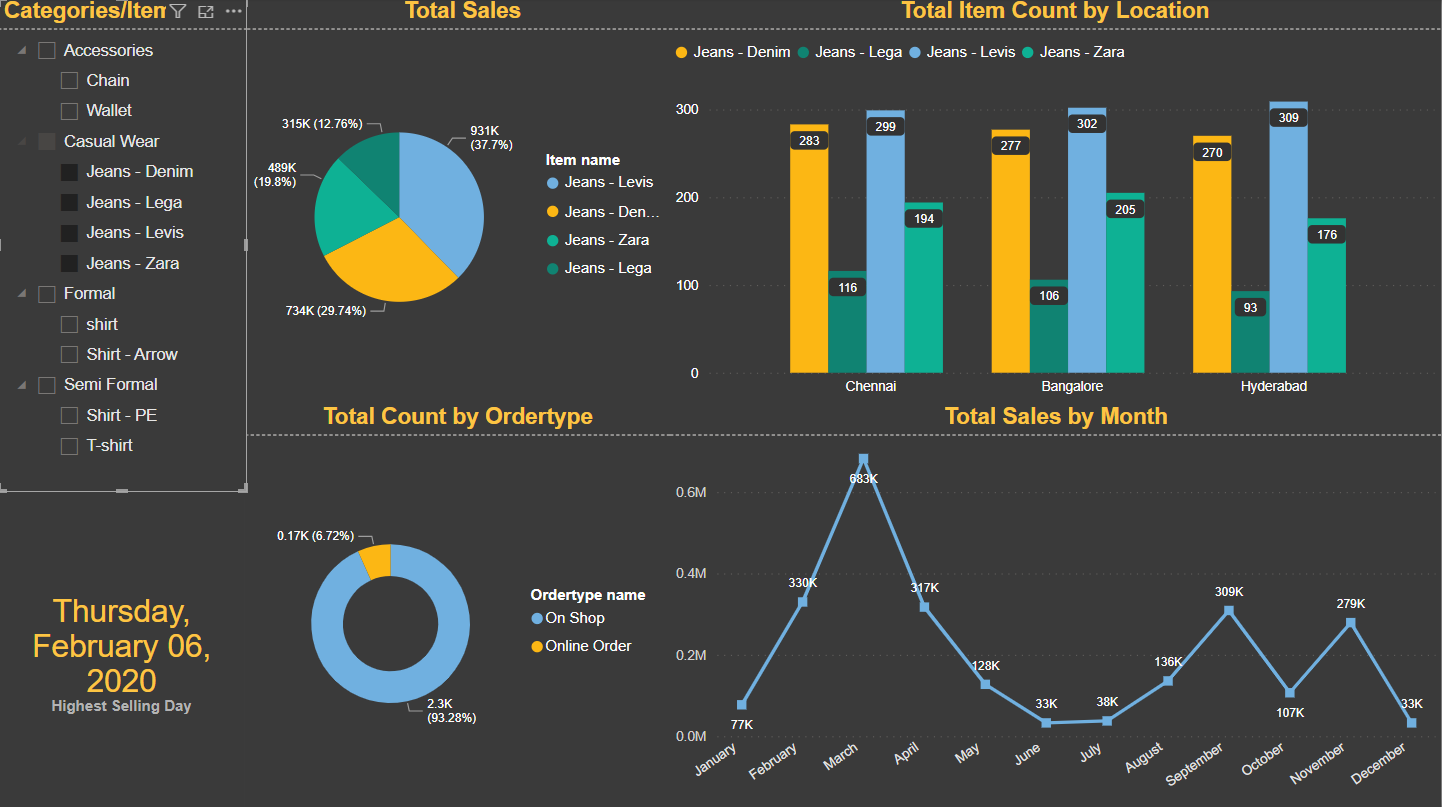 Categories/Item
Accessories
Chain
Wallet
Casual Wear
Jeans - Denim
Jeans - Lega
Jeans - Levis
Jeans - Zara
Formal
shirt
Shirt - Arrow
Semi Formal
Shirt - PE
T-shirt
Thursday,
February 06,
2020
Highest Selling Day
Total Sales
315K (12.76%)
931K
(37.7%)
489K
(19.8%)
734K (29.74%)
Item name
Jeans - Levis
Jeans - Den...
Jeans - Zara
Jeans - Lega
Total Item Count by Location
Jeans - Denim Jeans - Lega Jeans - Levis Jeans - Zara
300
200
100
0
283 116 299 194
277 106 302 205
270 93 309 176
Chennai Bangalore Hyderabad
Total Count by Ordertype
0.17K (6.72%)
2.3K
(93.28%)
Ordertype name
On Shop
Online Order
Total Sales by Month
0.6M
0.4M
0.2M
0.0M
77K 330K 683K 317K 128K 33K 38K 136K 309K 107K 279K 33K
January February March April May June July August September October November December